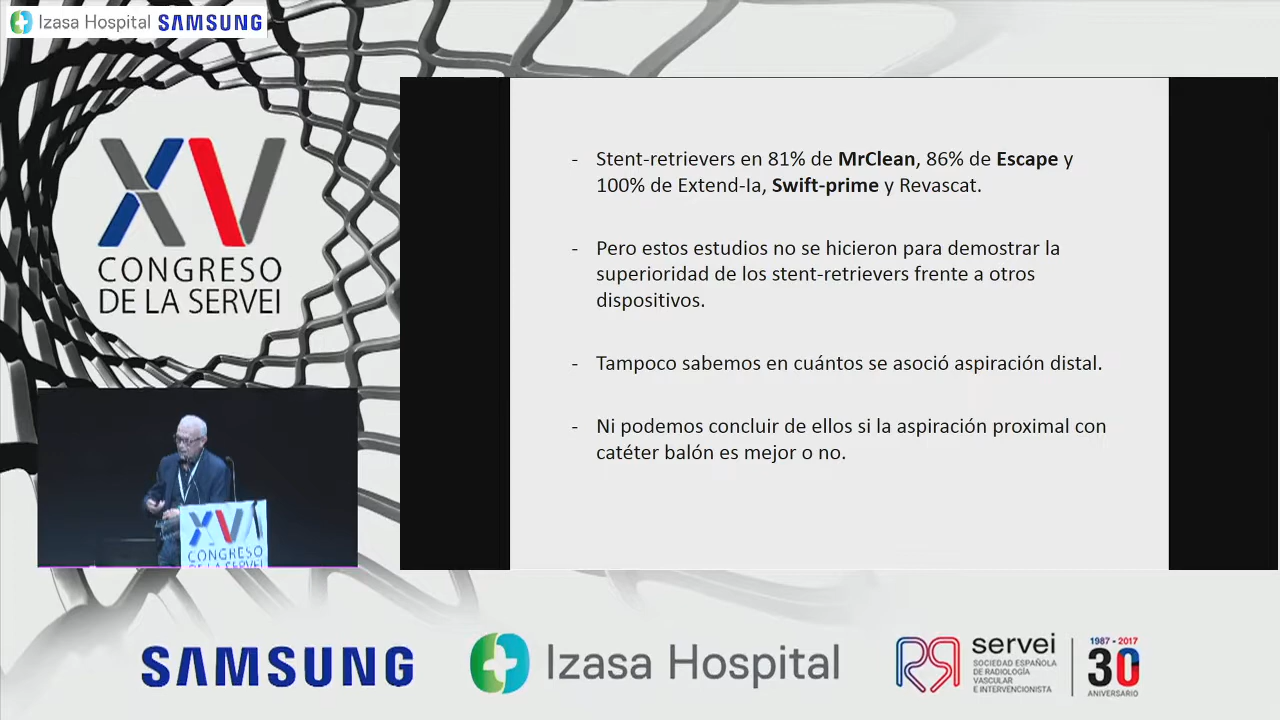 Izasa Hospital SAMSUNG
XV
CONGRESO
DE LA SERVEI
- Stent-retrievers en 81% de MrClean, 86% de Escape y
100% de Extend-Ia, Swift-prime y Revascat.
- Pero estos estudios no se hicieron para demostrar la
superioridad de los stent-retrievers frente a otros
dispositivos.
- Tampoco sabemos en cuántos se asoció aspiración distal.
- Ni podemos concluir de ellos si la aspiración proximal con
catéter balón es mejor o no.
XV
CONGRESO
DE LA SERVEI
SAMSUNG
Izasa Hospital
servei
SOCIEDAD ESPAÑOLA
DE RADIOLOGÍA
VASCULAR
E INTERVENCIONISTA
1987 - 2017
30
ANIVERSARIO